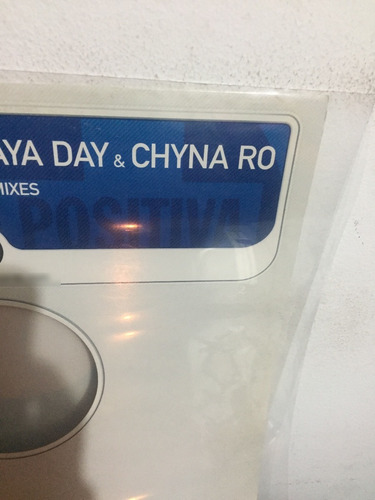 AYA DAY & CHYNA RO
MIXES
POSITIVA